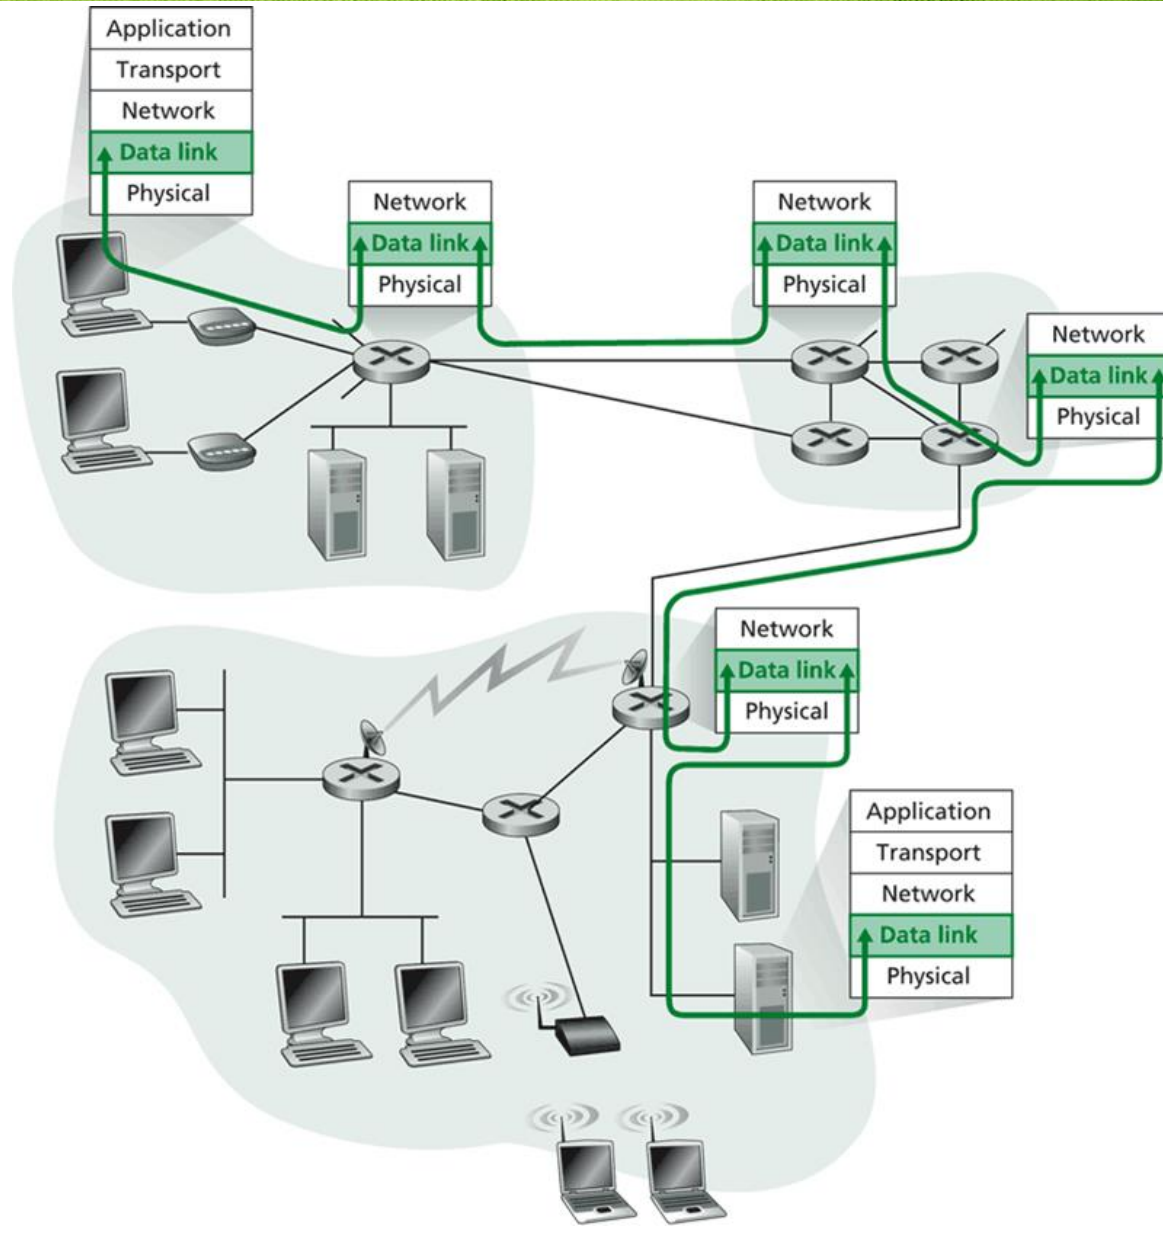 Application
Transport
Network
Data link
Physical
Network
Data link
Physical
Network
Data link
Physical
Network
Data link
Physical
Network
Data link
Physical
Application
Transport
Network
Data link
Physical